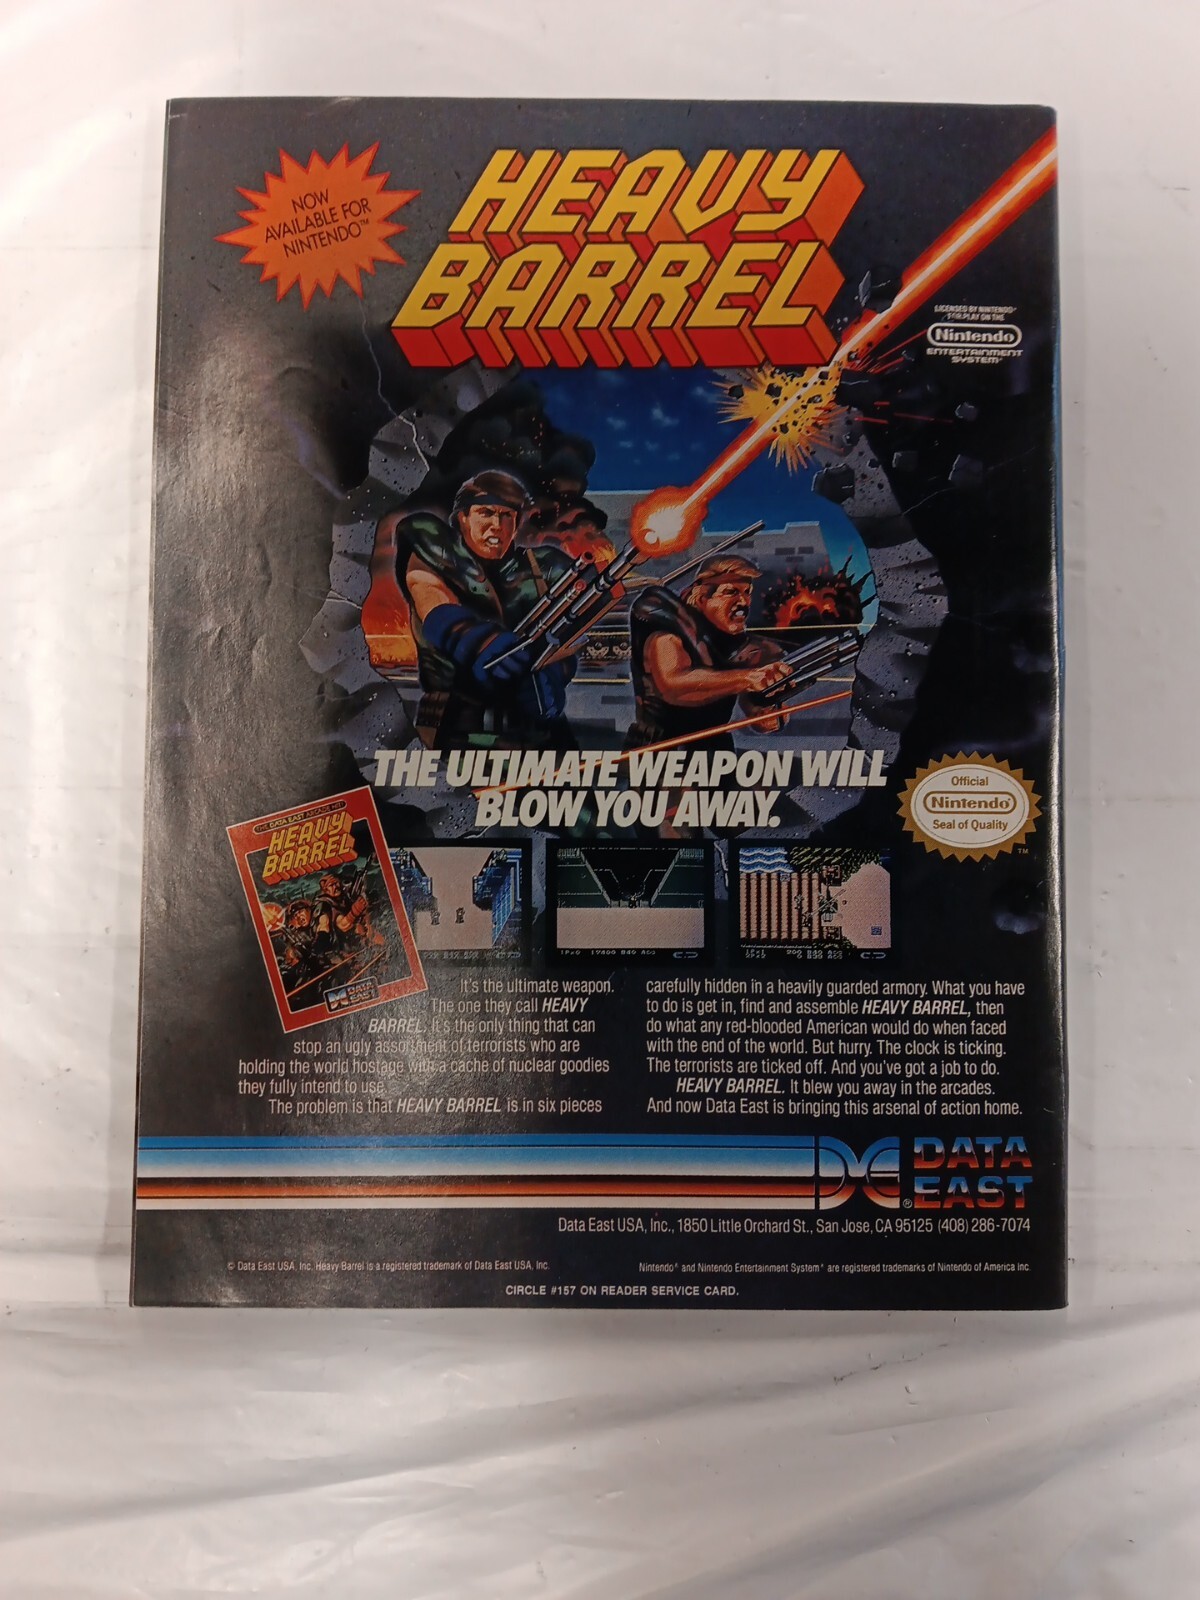 NOW
AVAILABLE FOR
NINTENDO™
HEAVY
BARREL
LICENSED BY NINTENDO®
FOR PLAY ON THE
Nintendo
ENTERTAINMENT
SYSTEM®
THE ULTIMATE WEAPON WILL
BLOW YOU AWAY.
Official
Nintendo®
Seal of Quality
TM
THE DATA EAST ARCADE HIT
HEAVY
BARREL
DATA
EAST
It's the ultimate weapon.
The one they call HEAVY
BARREL. It's the only thing that can
stop an ugly assortment of terrorists who are
holding the world hostage with a cache of nuclear goodies
they fully intend to use.
The problem is that HEAVY BARREL is in six pieces
carefully hidden in a heavily guarded armory. What you have
to do is get in, find and assemble HEAVY BARREL, then
do what any red-blooded American would do when faced
with the end of the world. But hurry. The clock is ticking.
The terrorists are ticked off. And you've got a job to do.
HEAVY BARREL. It blew you away in the arcades.
And now Data East is bringing this arsenal of action home.
® DATA
EAST
Data East USA, Inc., 1850 Little Orchard St., San Jose, CA 95125 (408) 286-7074
© Data East USA, Inc. Heavy Barrel is a registered trademark of Data East USA, Inc.
Nintendo® and Nintendo Entertainment System® are registered trademarks of Nintendo of America Inc.
CIRCLE #157 ON READER SERVICE CARD.